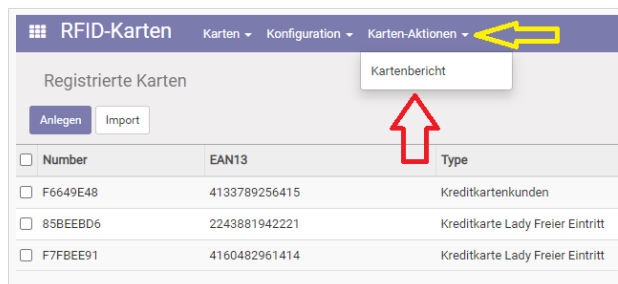 RFID-Karten Karten Konfiguration Karten-Aktionen
Kartenbericht
Registrierte Karten
Anlegen Import
Number EAN13 Type
F6649E48 4133789256415 Kreditkartenkunden
85BEEBD6 2243881942221 Kreditkarte Lady Freier Eintritt
F7FBEE91 4160482961414 Kreditkarte Lady Freier Eintritt